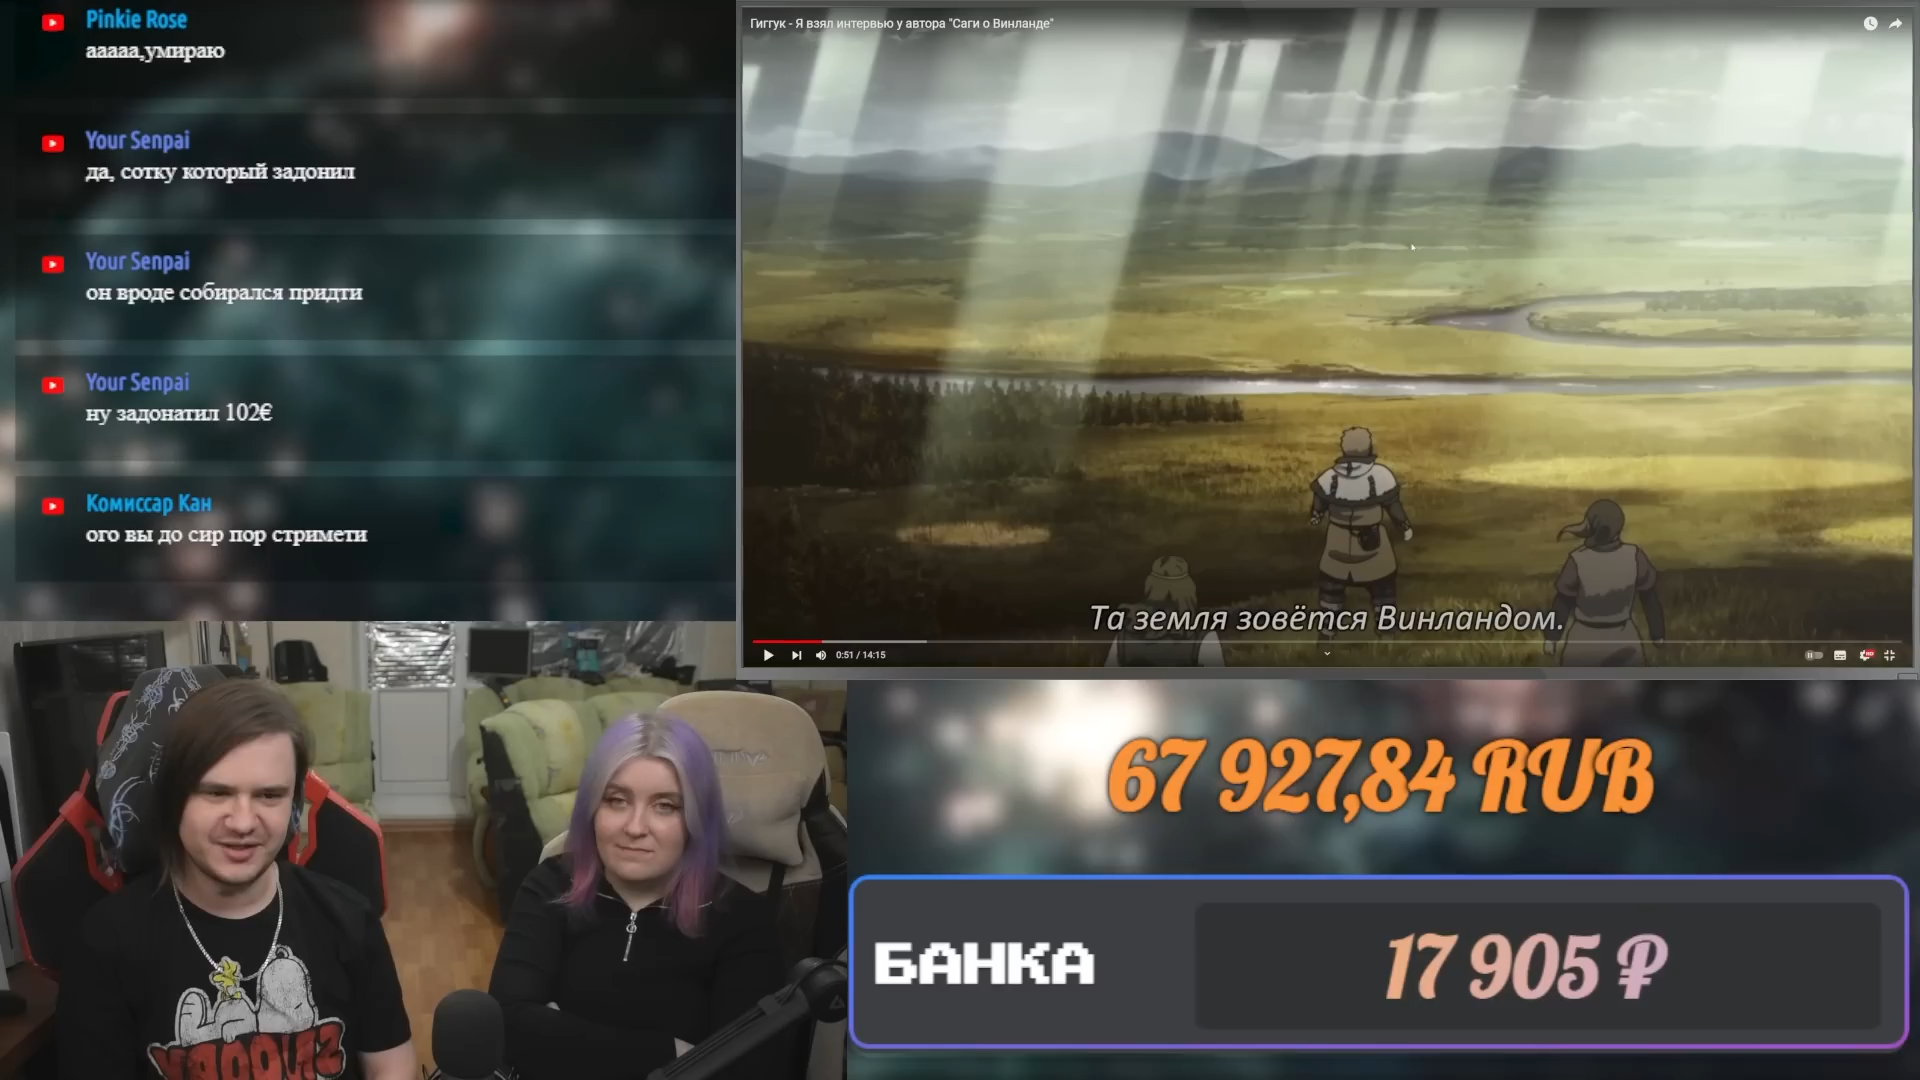 Pinkie Rose
ааааа,умираю
Your Senpai
да, сотку который задонил
Your Senpai
он вроде собирался придти
Your Senpai
ну задонатил 102€
Комиссар Кан
ого вы до сир пор стримети
Гиггук - Я взял интервью у автора "Саги о Винланде"
Та земля зовётся Винландом.
0:51 / 14:15
67 927,84 RUB
БАНКА
17 905 ₽
SNOOPY